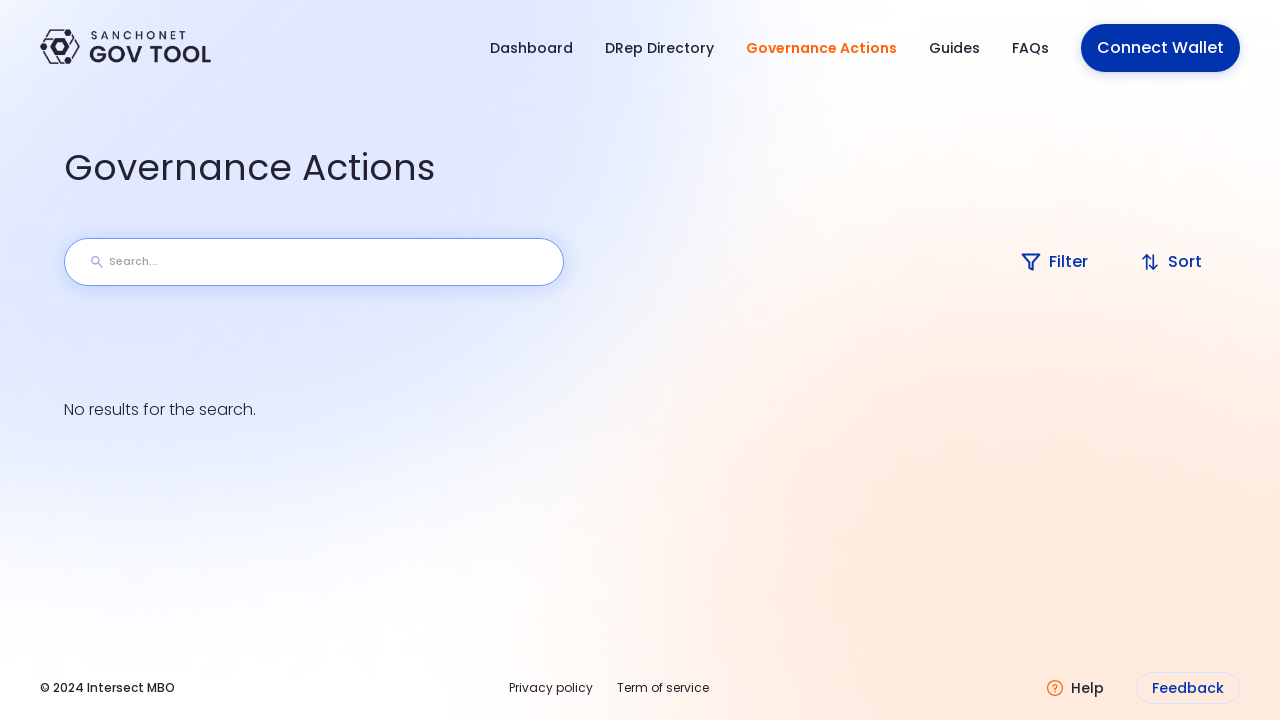 SANCHONET
GOV TOOL
Dashboard
DRep Directory
Governance Actions
Guides
FAQs
Connect Wallet
Governance Actions
Search...
Filter
Sort
No results for the search.
© 2024 Intersect MBO
Privacy policy
Term of service
Help
Feedback